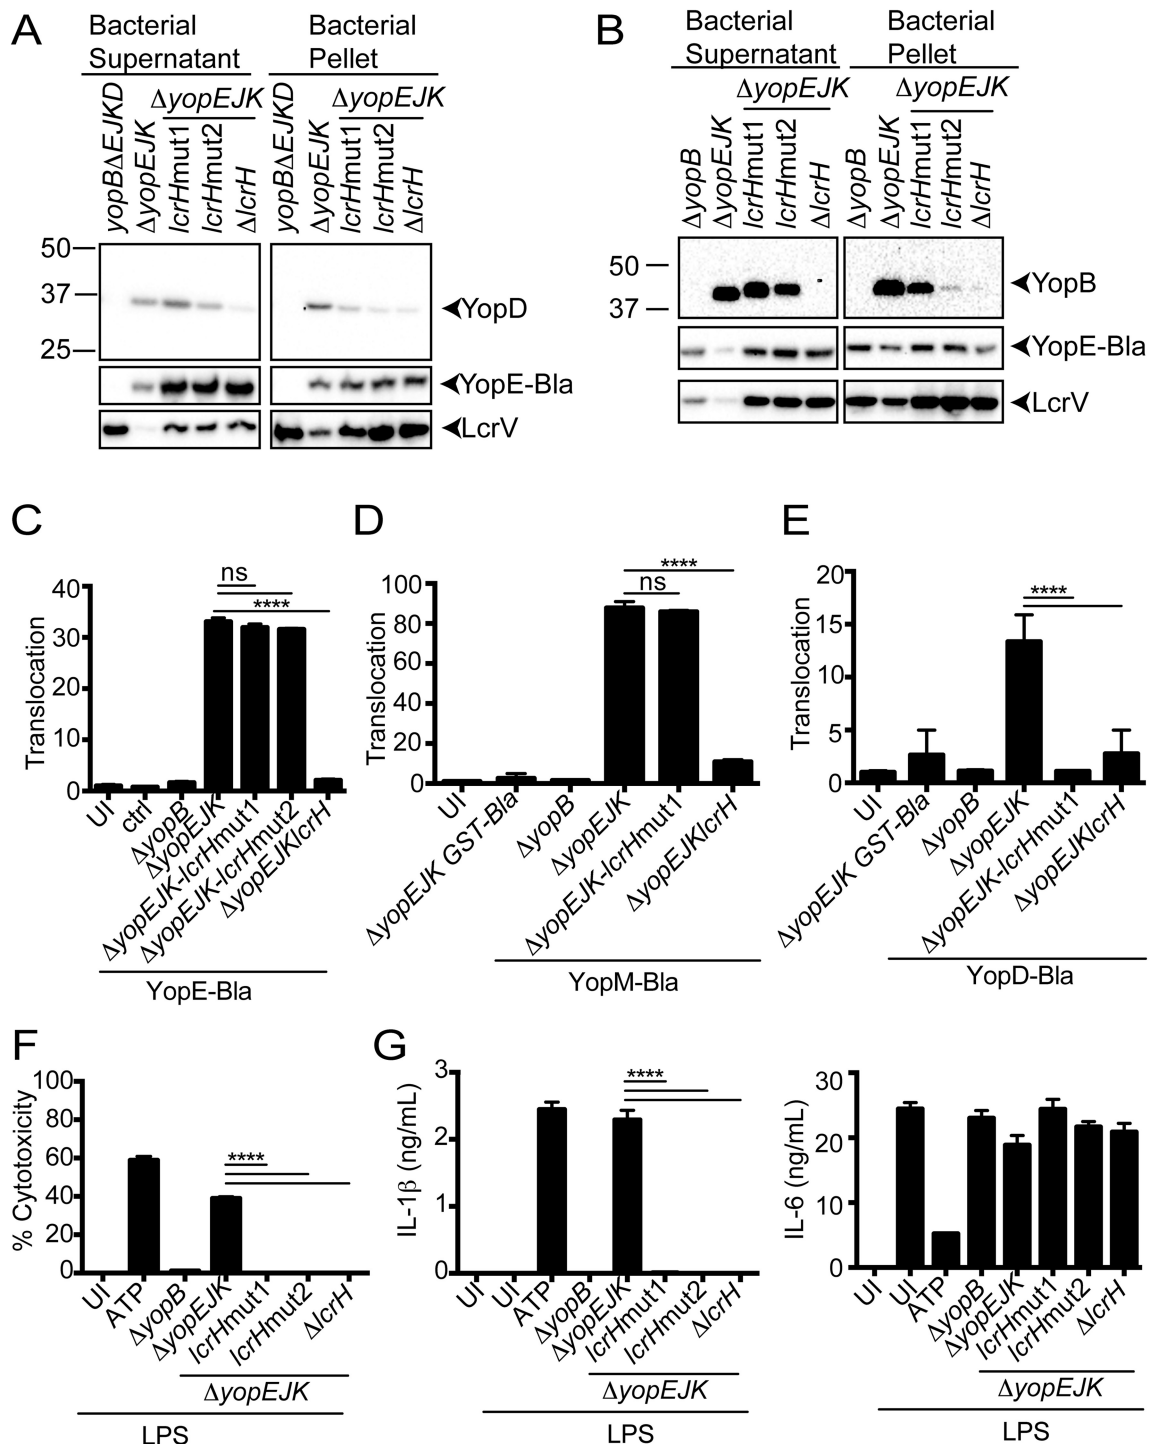 A
Bacterial
Supernatant
Bacterial
Pellet
ΔyopEJK
ΔyopEJK
yopBΔEJKD
ΔyopEJK
lcrHmut1
lcrHmut2
ΔlcrH
yopBΔEJKD
ΔyopEJK
lcrHmut1
lcrHmut2
ΔlcrH
50
37
25
YopD
YopE-Bla
LcrV
B
Bacterial
Supernatant
Bacterial
Pellet
ΔyopEJK
ΔyopEJK
ΔyopB
ΔyopEJK
lcrHmut1
lcrHmut2
ΔlcrH
ΔyopB
ΔyopEJK
lcrHmut1
lcrHmut2
ΔlcrH
50
37
YopB
YopE-Bla
LcrV
C
Translocation
40
30
20
10
0
ns
****
UI
ctrl
ΔyopB
ΔyopEJK
ΔyopEJK-lcrHmut1
ΔyopEJK-lcrHmut2
ΔyopEJKlcrH
YopE-Bla
D
Translocation
100
80
60
40
20
0
****
ns
UI
ΔyopEJK GST-Bla
ΔyopB
ΔyopEJK
ΔyopEJK-lcrHmut1
ΔyopEJKlcrH
YopM-Bla
E
Translocation
20
15
10
5
0
****
UI
ΔyopEJK GST-Bla
ΔyopB
ΔyopEJK
ΔyopEJK-lcrHmut1
ΔyopEJKlcrH
YopD-Bla
F
% Cytotoxicity
100
80
60
40
20
0
****
UI
ATP
ΔyopB
ΔyopEJK
lcrHmut1
lcrHmut2
ΔlcrH
ΔyopEJK
LPS
G
IL-1β (ng/mL)
3
2
1
0
****
UI
UI
ATP
ΔyopB
ΔyopEJK
lcrHmut1
lcrHmut2
ΔlcrH
ΔyopEJK
LPS
IL-6 (ng/mL)
30
20
10
0
UI
UI
ATP
ΔyopB
ΔyopEJK
lcrHmut1
lcrHmut2
ΔlcrH
ΔyopEJK
LPS